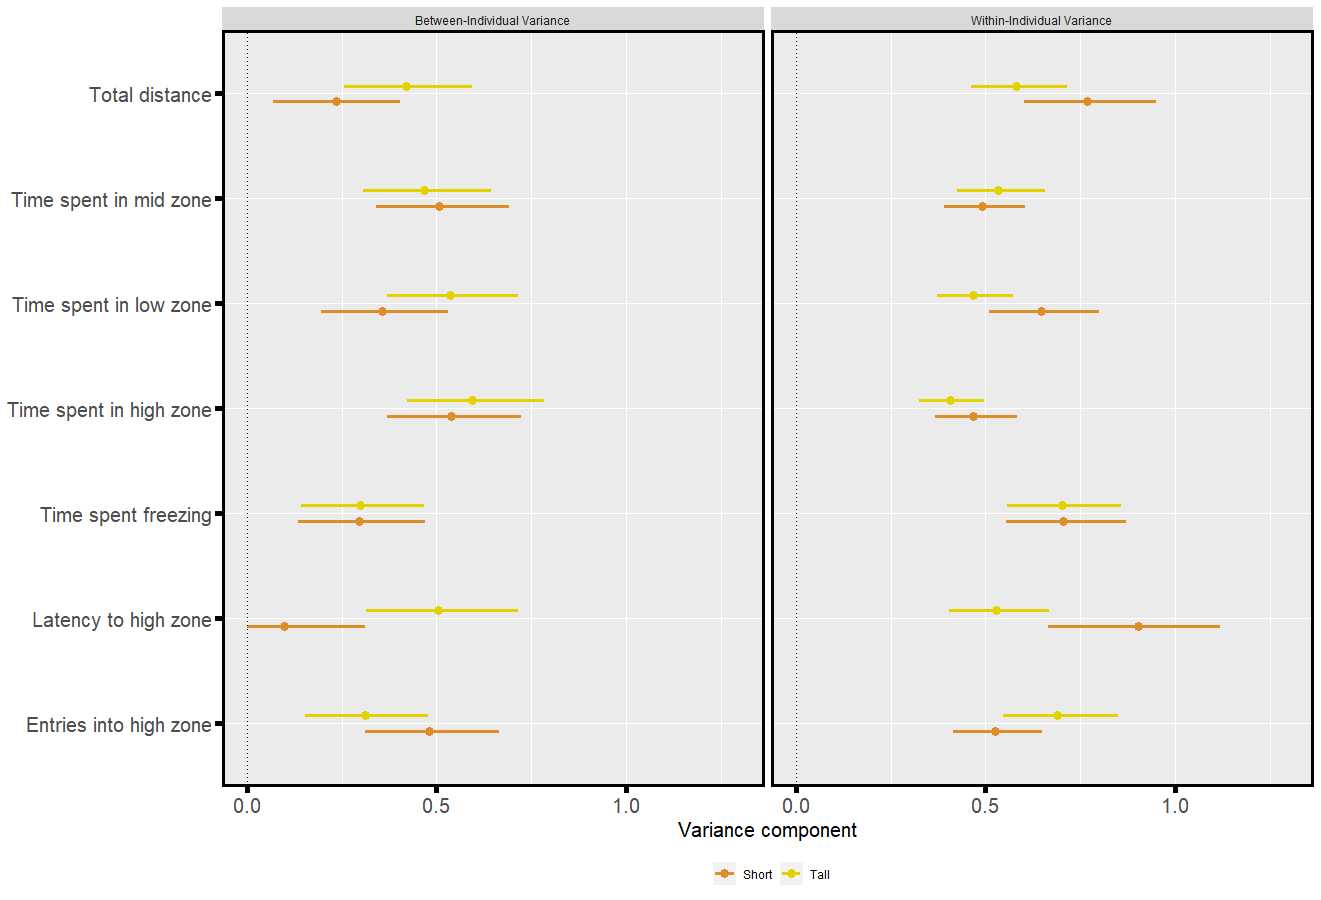 Between-Individual Variance
Within-Individual Variance
Total distance
Time spent in mid zone
Time spent in low zone
Time spent in high zone
Time spent freezing
Latency to high zone
Entries into high zone
0.0 0.5 1.0
0.0 0.5 1.0
Variance component
Short Tall